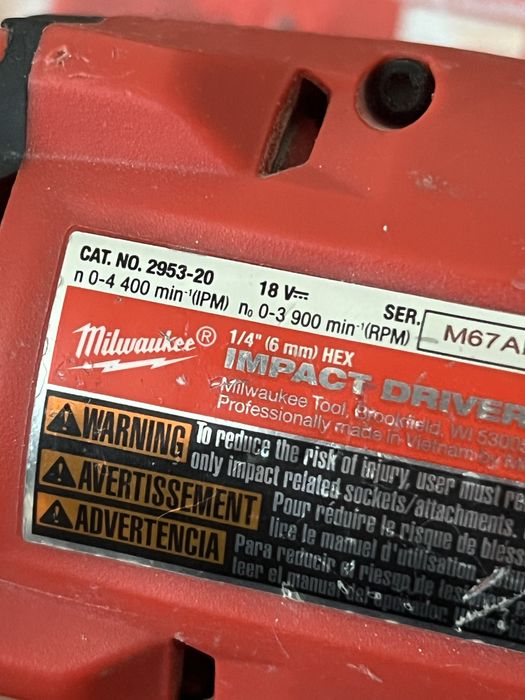 CAT. NO. 2953-20 18 V⎓ SER. M67A
n 0-4 400 min⁻¹(IPM) n₀ 0-3 900 min⁻¹(RPM)
Milwaukee®
1/4" (6 mm) HEX
IMPACT DRIVER
Milwaukee Tool, Brookfield, WI 5300
Professionally made in Vietnam by M
WARNING To reduce the risk of injury, user must
only impact related sockets/attachments.
AVERTISSEMENT Pour réduire le risque de
lire le manuel d'utilisation.
ADVERTENCIA Para reducir el riesgo de
leer el manual del operador.